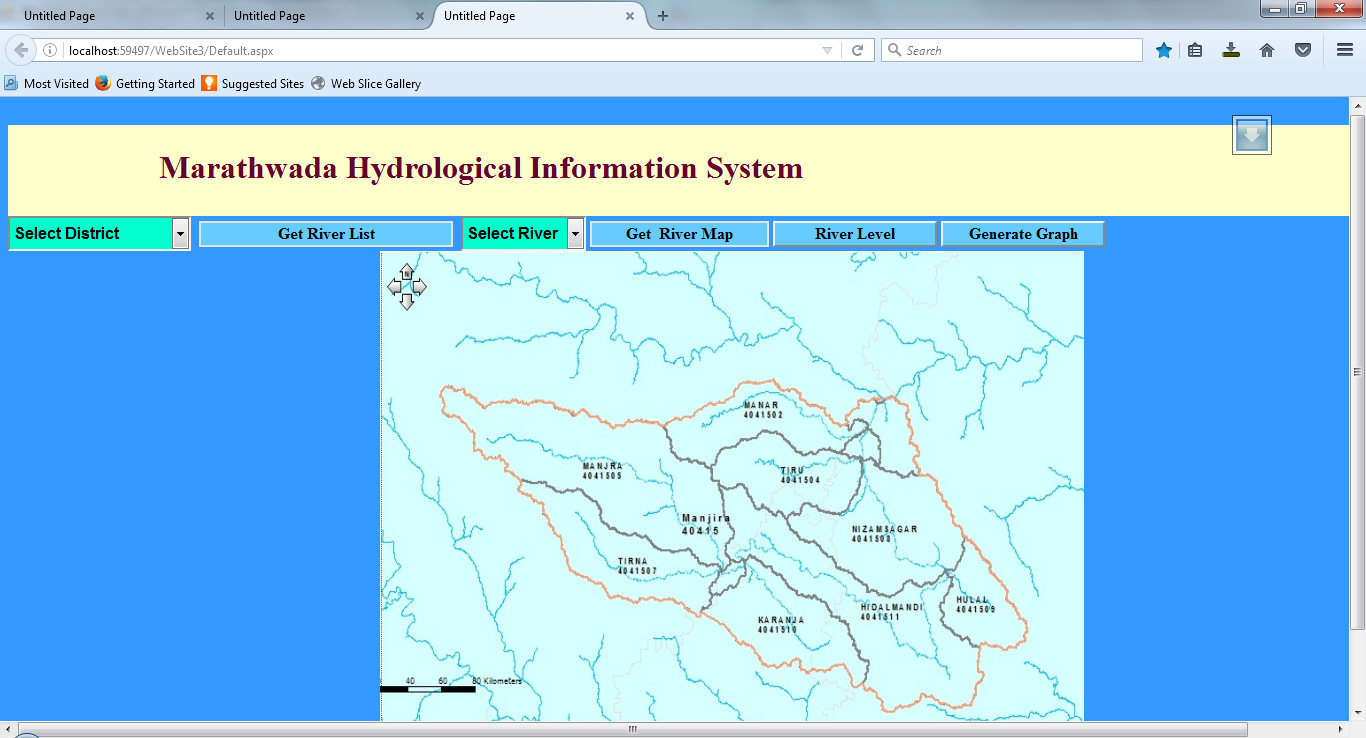 Untitled Page Untitled Page Untitled Page
localhost:59497/WebSite3/Default.aspx Search
Most Visited Getting Started Suggested Sites Web Slice Gallery
Marathwada Hydrological Information System
Select District Get River List Select River Get River Map River Level Generate Graph
N
MANAR
4041502
MANJRA
4041505
TIRU
4041504
Manjira
40415
NIZAMSAGAR
4041508
TIRNA
4041507
HULAL
4041509
HIDALMANDI
4041511
KARANJA
4041510
40 60 80 Kilometers